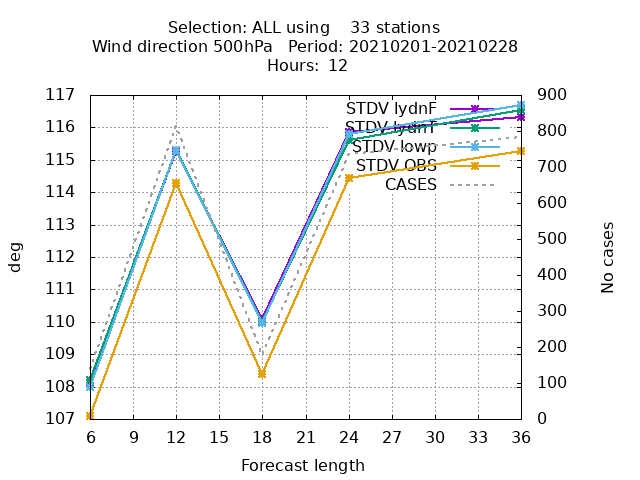 Selection: ALL using    33 stations
Wind direction 500hPa   Period: 20210201-20210228
Hours: 12
117
116
115
114
113
112
111
110
109
108
107
900
800
700
600
500
400
300
200
100
0
STDV lydnF
STDV
STDV lowp
STDV OBS
CASES
deg
No cases
6
9
12
15
18
21
24
27
30
33
36
Forecast length